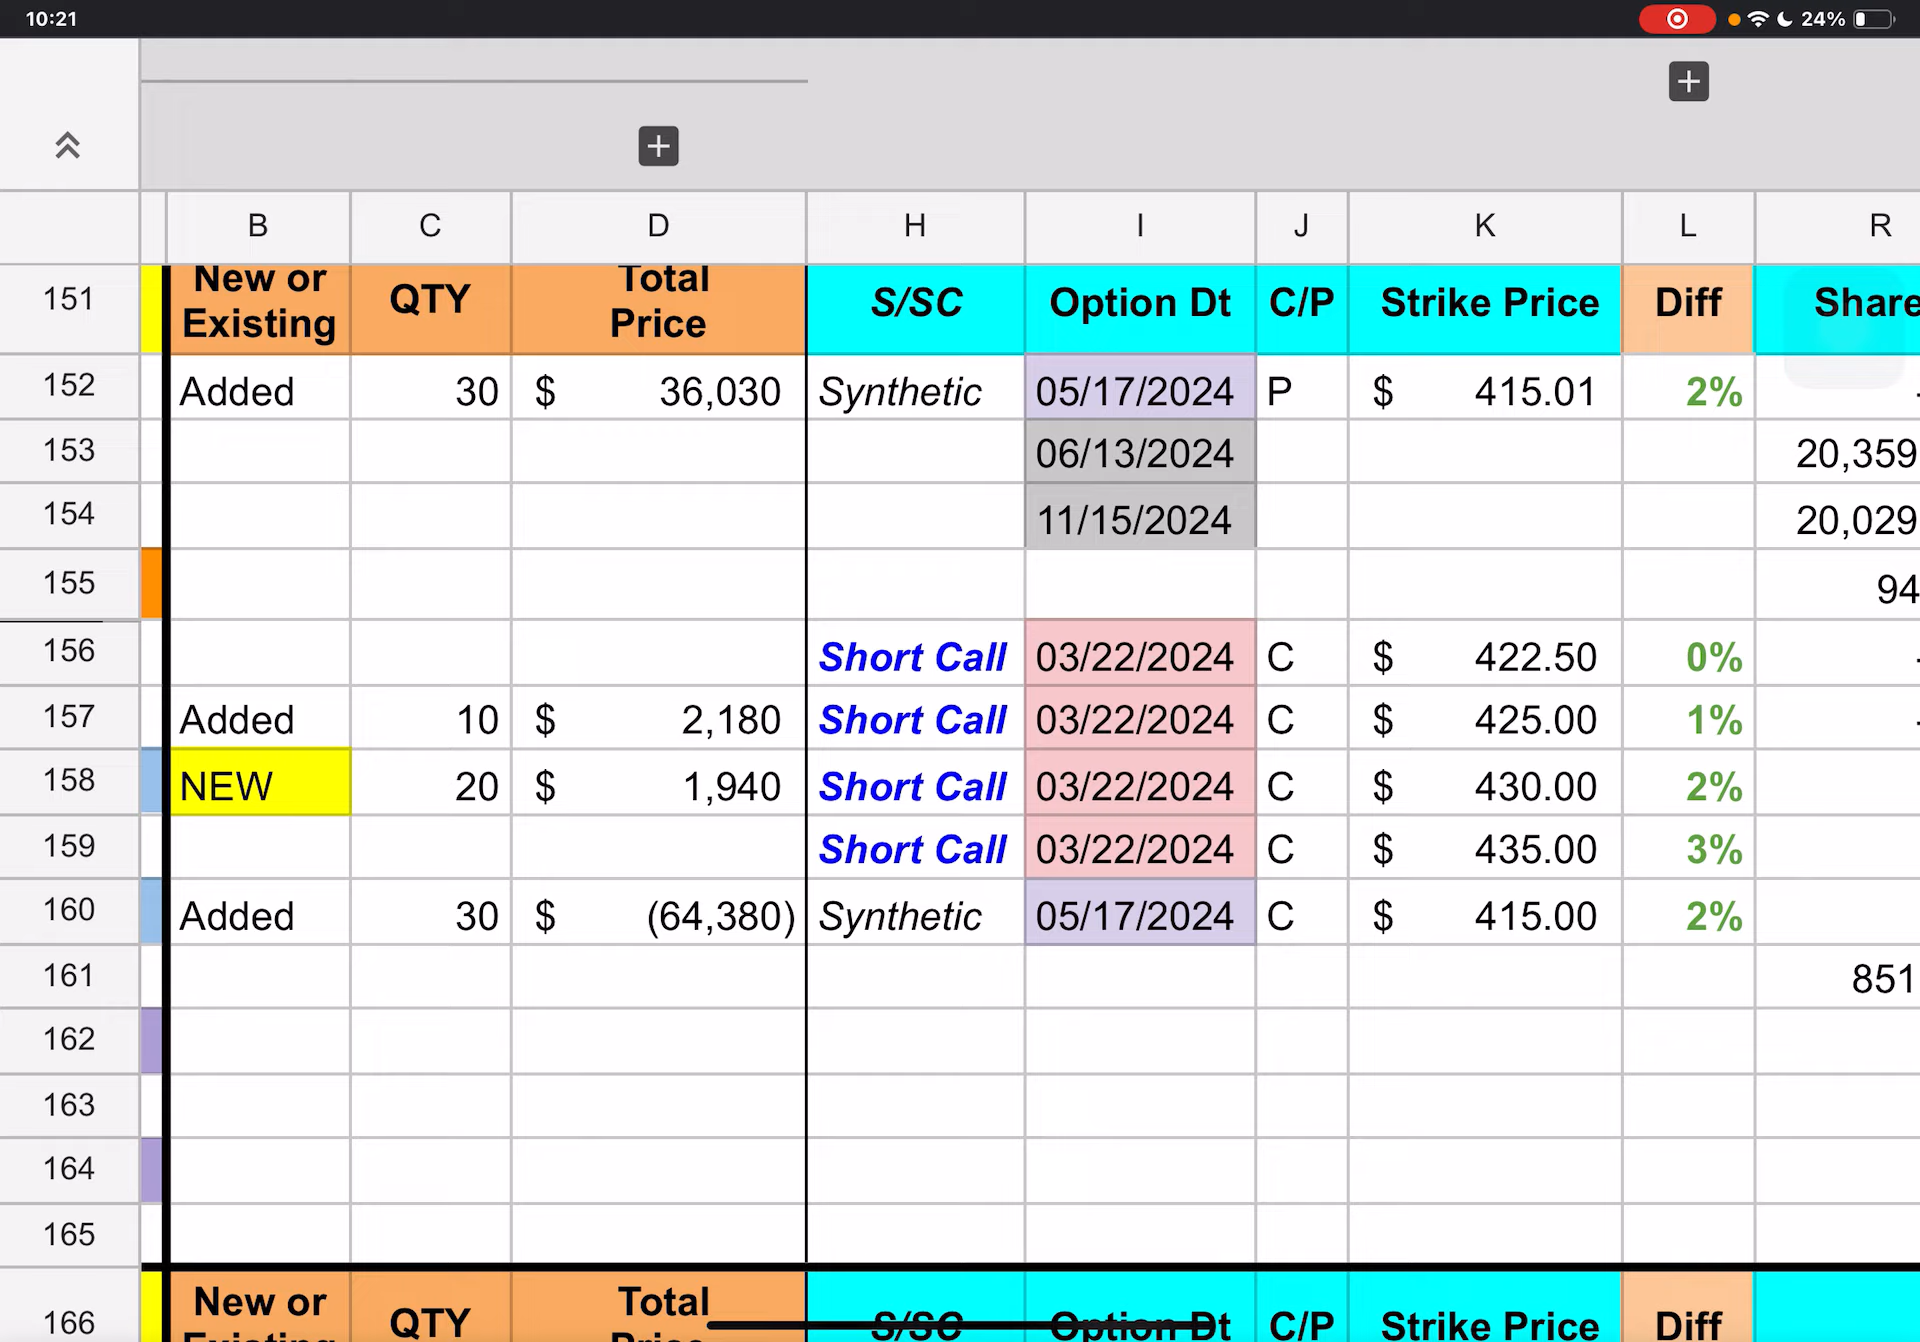 10:21
24%
B C D H I J K L R
151 New or Existing QTY Total Price S/SC Option Dt C/P Strike Price Diff Share
152 Added 30 $ 36,030 Synthetic 05/17/2024 P $ 415.01 2%
153 06/13/2024 20,359
154 11/15/2024 20,029
155 94
156 Short Call 03/22/2024 C $ 422.50 0%
157 Added 10 $ 2,180 Short Call 03/22/2024 C $ 425.00 1%
158 NEW 20 $ 1,940 Short Call 03/22/2024 C $ 430.00 2%
159 Short Call 03/22/2024 C $ 435.00 3%
160 Added 30 $ (64,380) Synthetic 05/17/2024 C $ 415.00 2%
161 851
162
163
164
165
166 New or Existing QTY Total Price S/SC Option Dt C/P Strike Price Diff